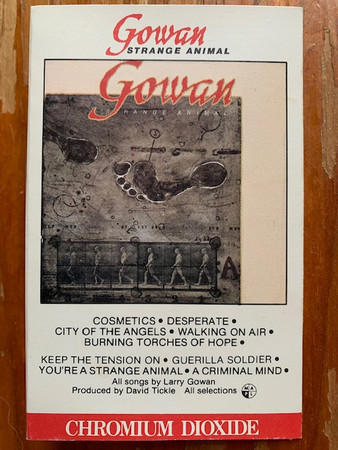 Gowan
STRANGE ANIMAL
Gowan
RANGE ANIMAL
A
COSMETICS • DESPERATE •
CITY OF THE ANGELS • WALKING ON AIR •
BURNING TORCHES OF HOPE •
KEEP THE TENSION ON • GUERILLA SOLDIER •
YOU'RE A STRANGE ANIMAL • A CRIMINAL MIND •
All songs by Larry Gowan
Produced by David Tickle All selections
CHROMIUM DIOXIDE